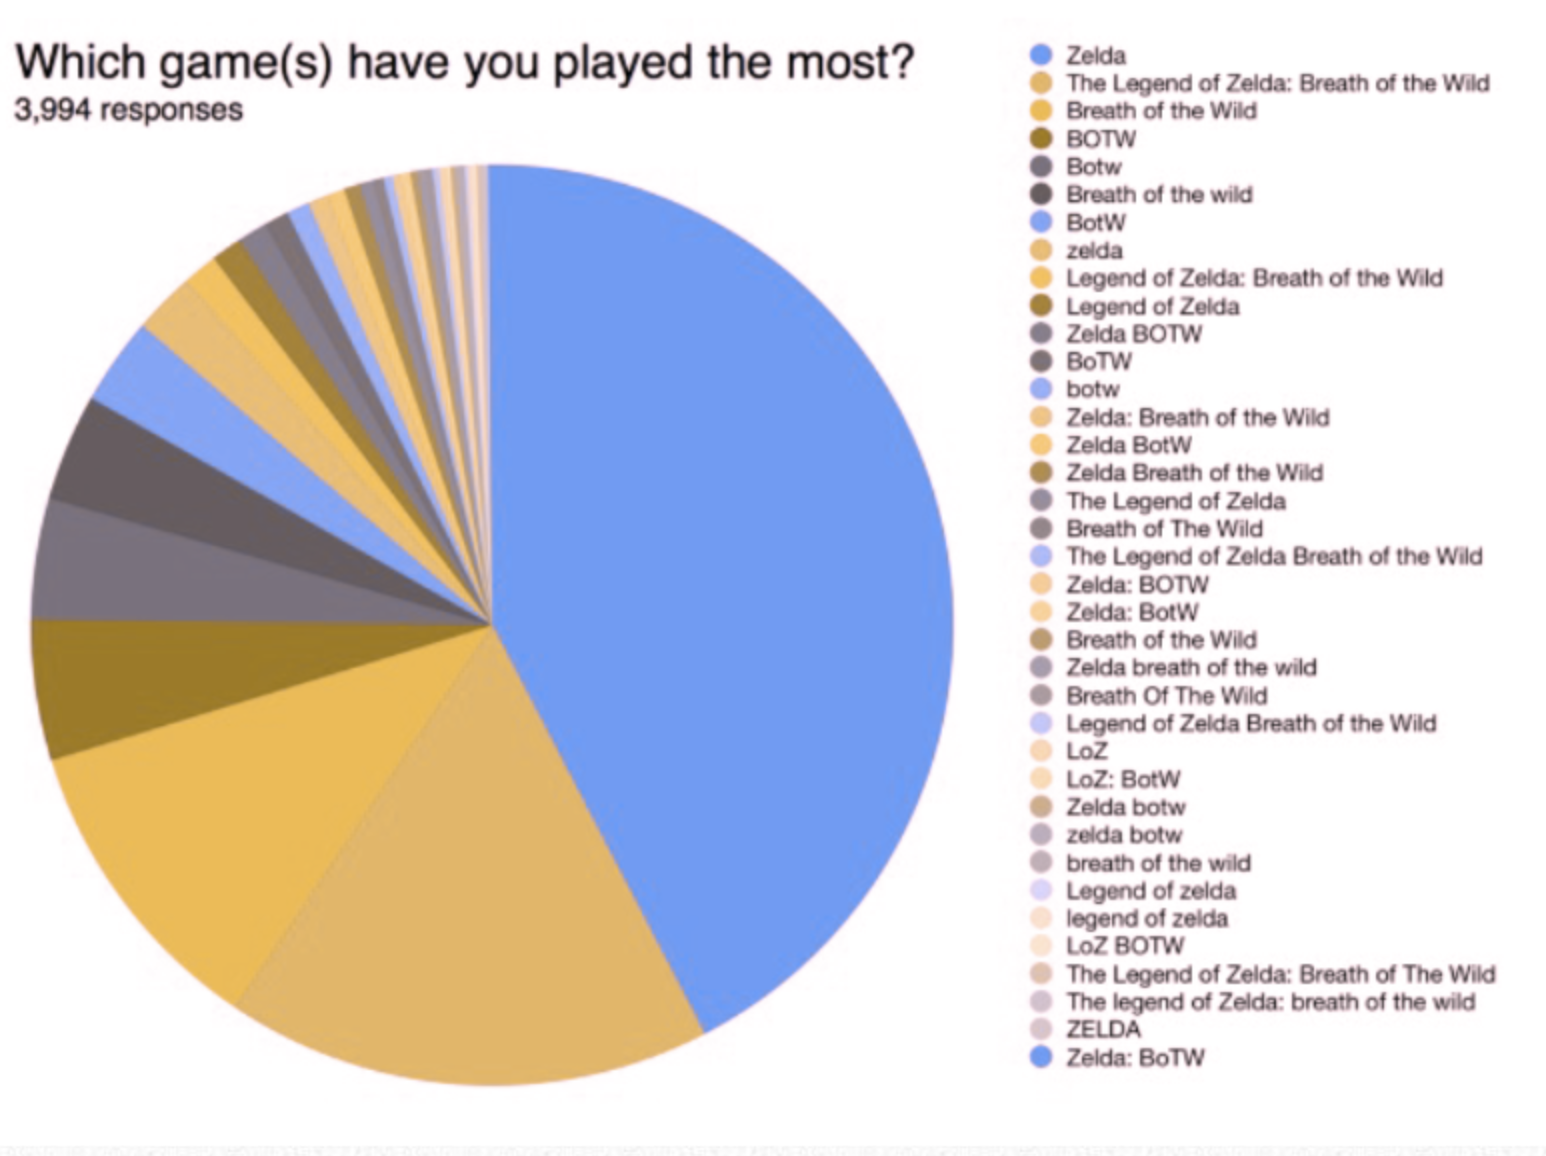 Which game(s) have you played the most?
3,994 responses
Zelda
The Legend of Zelda: Breath of the Wild
Breath of the Wild
BOTW
Botw
Breath of the wild
BotW
zelda
Legend of Zelda: Breath of the Wild
Legend of Zelda
Zelda BOTW
BoTW
botw
Zelda: Breath of the Wild
Zelda BotW
Zelda Breath of the Wild
The Legend of Zelda
Breath of The Wild
The Legend of Zelda Breath of the Wild
Zelda: BOTW
Zelda: BotW
Breath of the Wild
Zelda breath of the wild
Breath Of The Wild
Legend of Zelda Breath of the Wild
LoZ
LoZ: BotW
Zelda botw
zelda botw
breath of the wild
Legend of zelda
legend of zelda
LoZ BOTW
The Legend of Zelda: Breath of The Wild
The legend of Zelda: breath of the wild
ZELDA
Zelda: BoTW